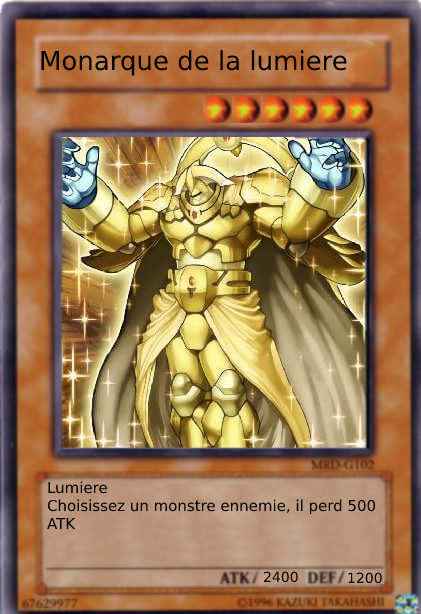 Monarque de la lumiere
MRD-G102
Lumiere
Choisissez un monstre ennemie, il perd 500
ATK
ATK/ 2400 DEF/ 1200
67629977 ©1996 KAZUKI TAKAHASHI